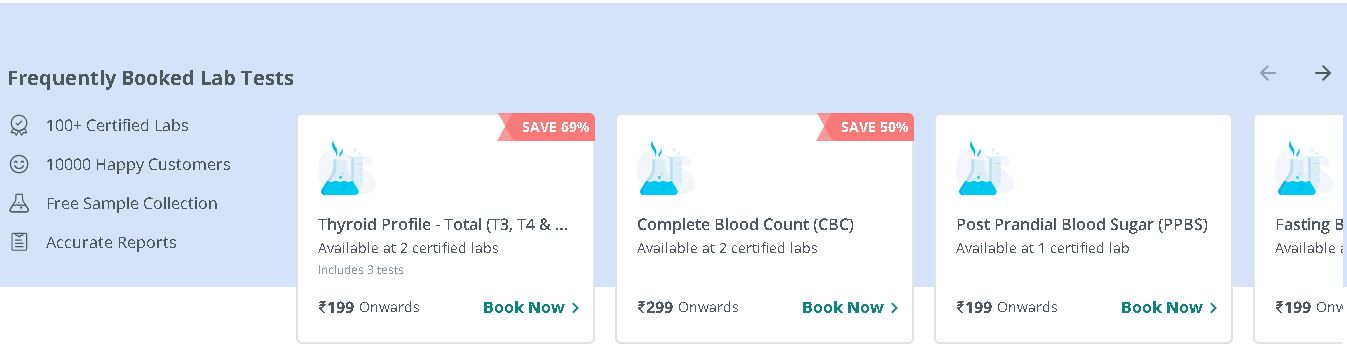 Frequently Booked Lab Tests
100+ Certified Labs
10000 Happy Customers
Free Sample Collection
Accurate Reports
SAVE 69%
Thyroid Profile - Total (T3, T4 & ...
Available at 2 certified labs
Includes 3 tests
₹199 Onwards
Book Now
SAVE 50%
Complete Blood Count (CBC)
Available at 2 certified labs
₹299 Onwards
Book Now
Post Prandial Blood Sugar (PPBS)
Available at 1 certified lab
₹199 Onwards
Book Now
Fasting B
Available
₹199 Onw